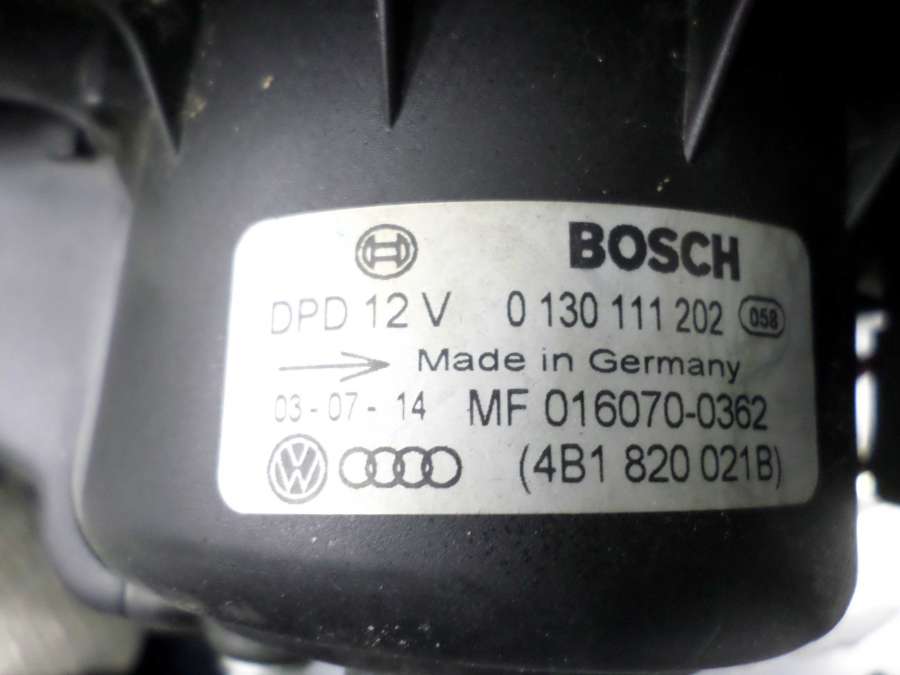 BOSCH
DPD 12 V 0 130 111 202 058
Made in Germany
03-07-14 MF 016070-0362
(4B1 820 021B)